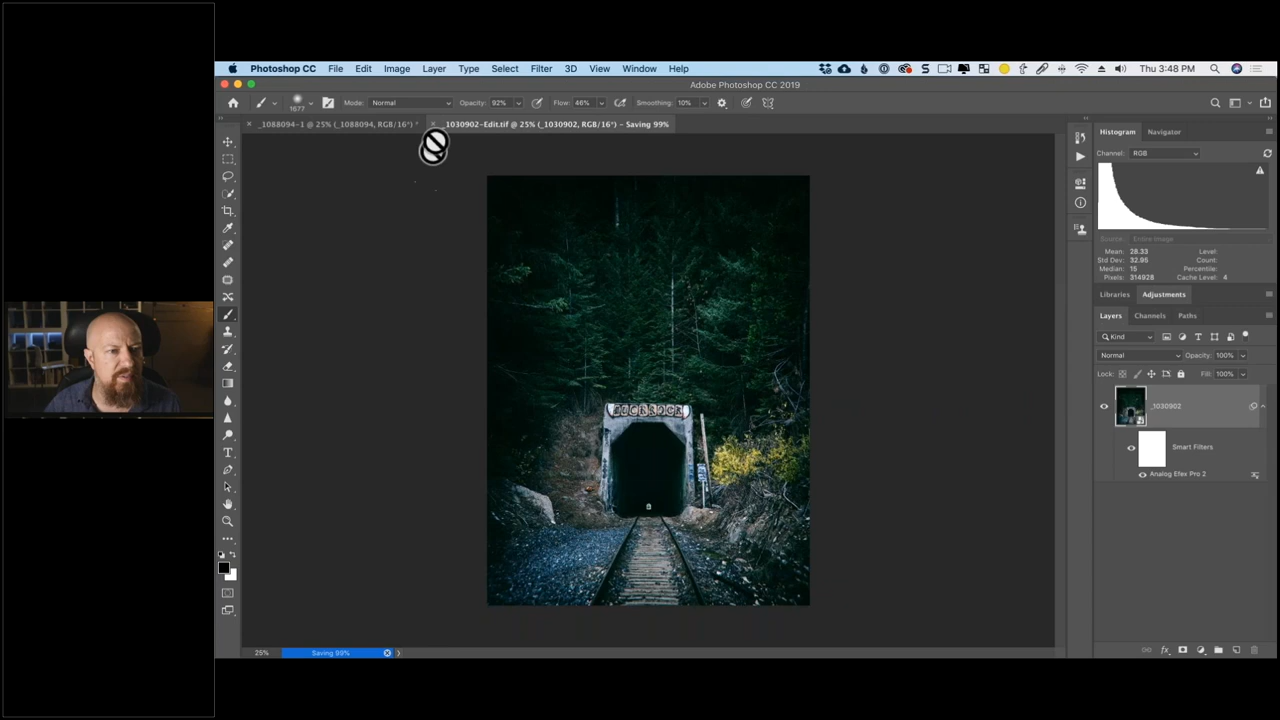 Photoshop CC File Edit Image Layer Type Select Filter 3D View Window Help Thu 3:48 PM
Adobe Photoshop CC 2019
1677 Mode: Normal Opacity: 92% Flow: 46% Smoothing: 10%
_1088094-1 @ 25% (_1088094, RGB/16*) * _1030902-Edit.tif @ 25% (_1030902, RGB/16*) – Saving 99%
Histogram Navigator
Channel: RGB
Source: Entire Image
Mean: 28.33 Level:
Std Dev: 32.95 Count:
Median: 15 Percentile:
Pixels: 314928 Cache Level: 4
Libraries Adjustments
Layers Channels Paths
Kind
Normal Opacity: 100%
Lock: Fill: 100%
_1030902
Smart Filters
Analog Efex Pro 2
25% Saving 99%